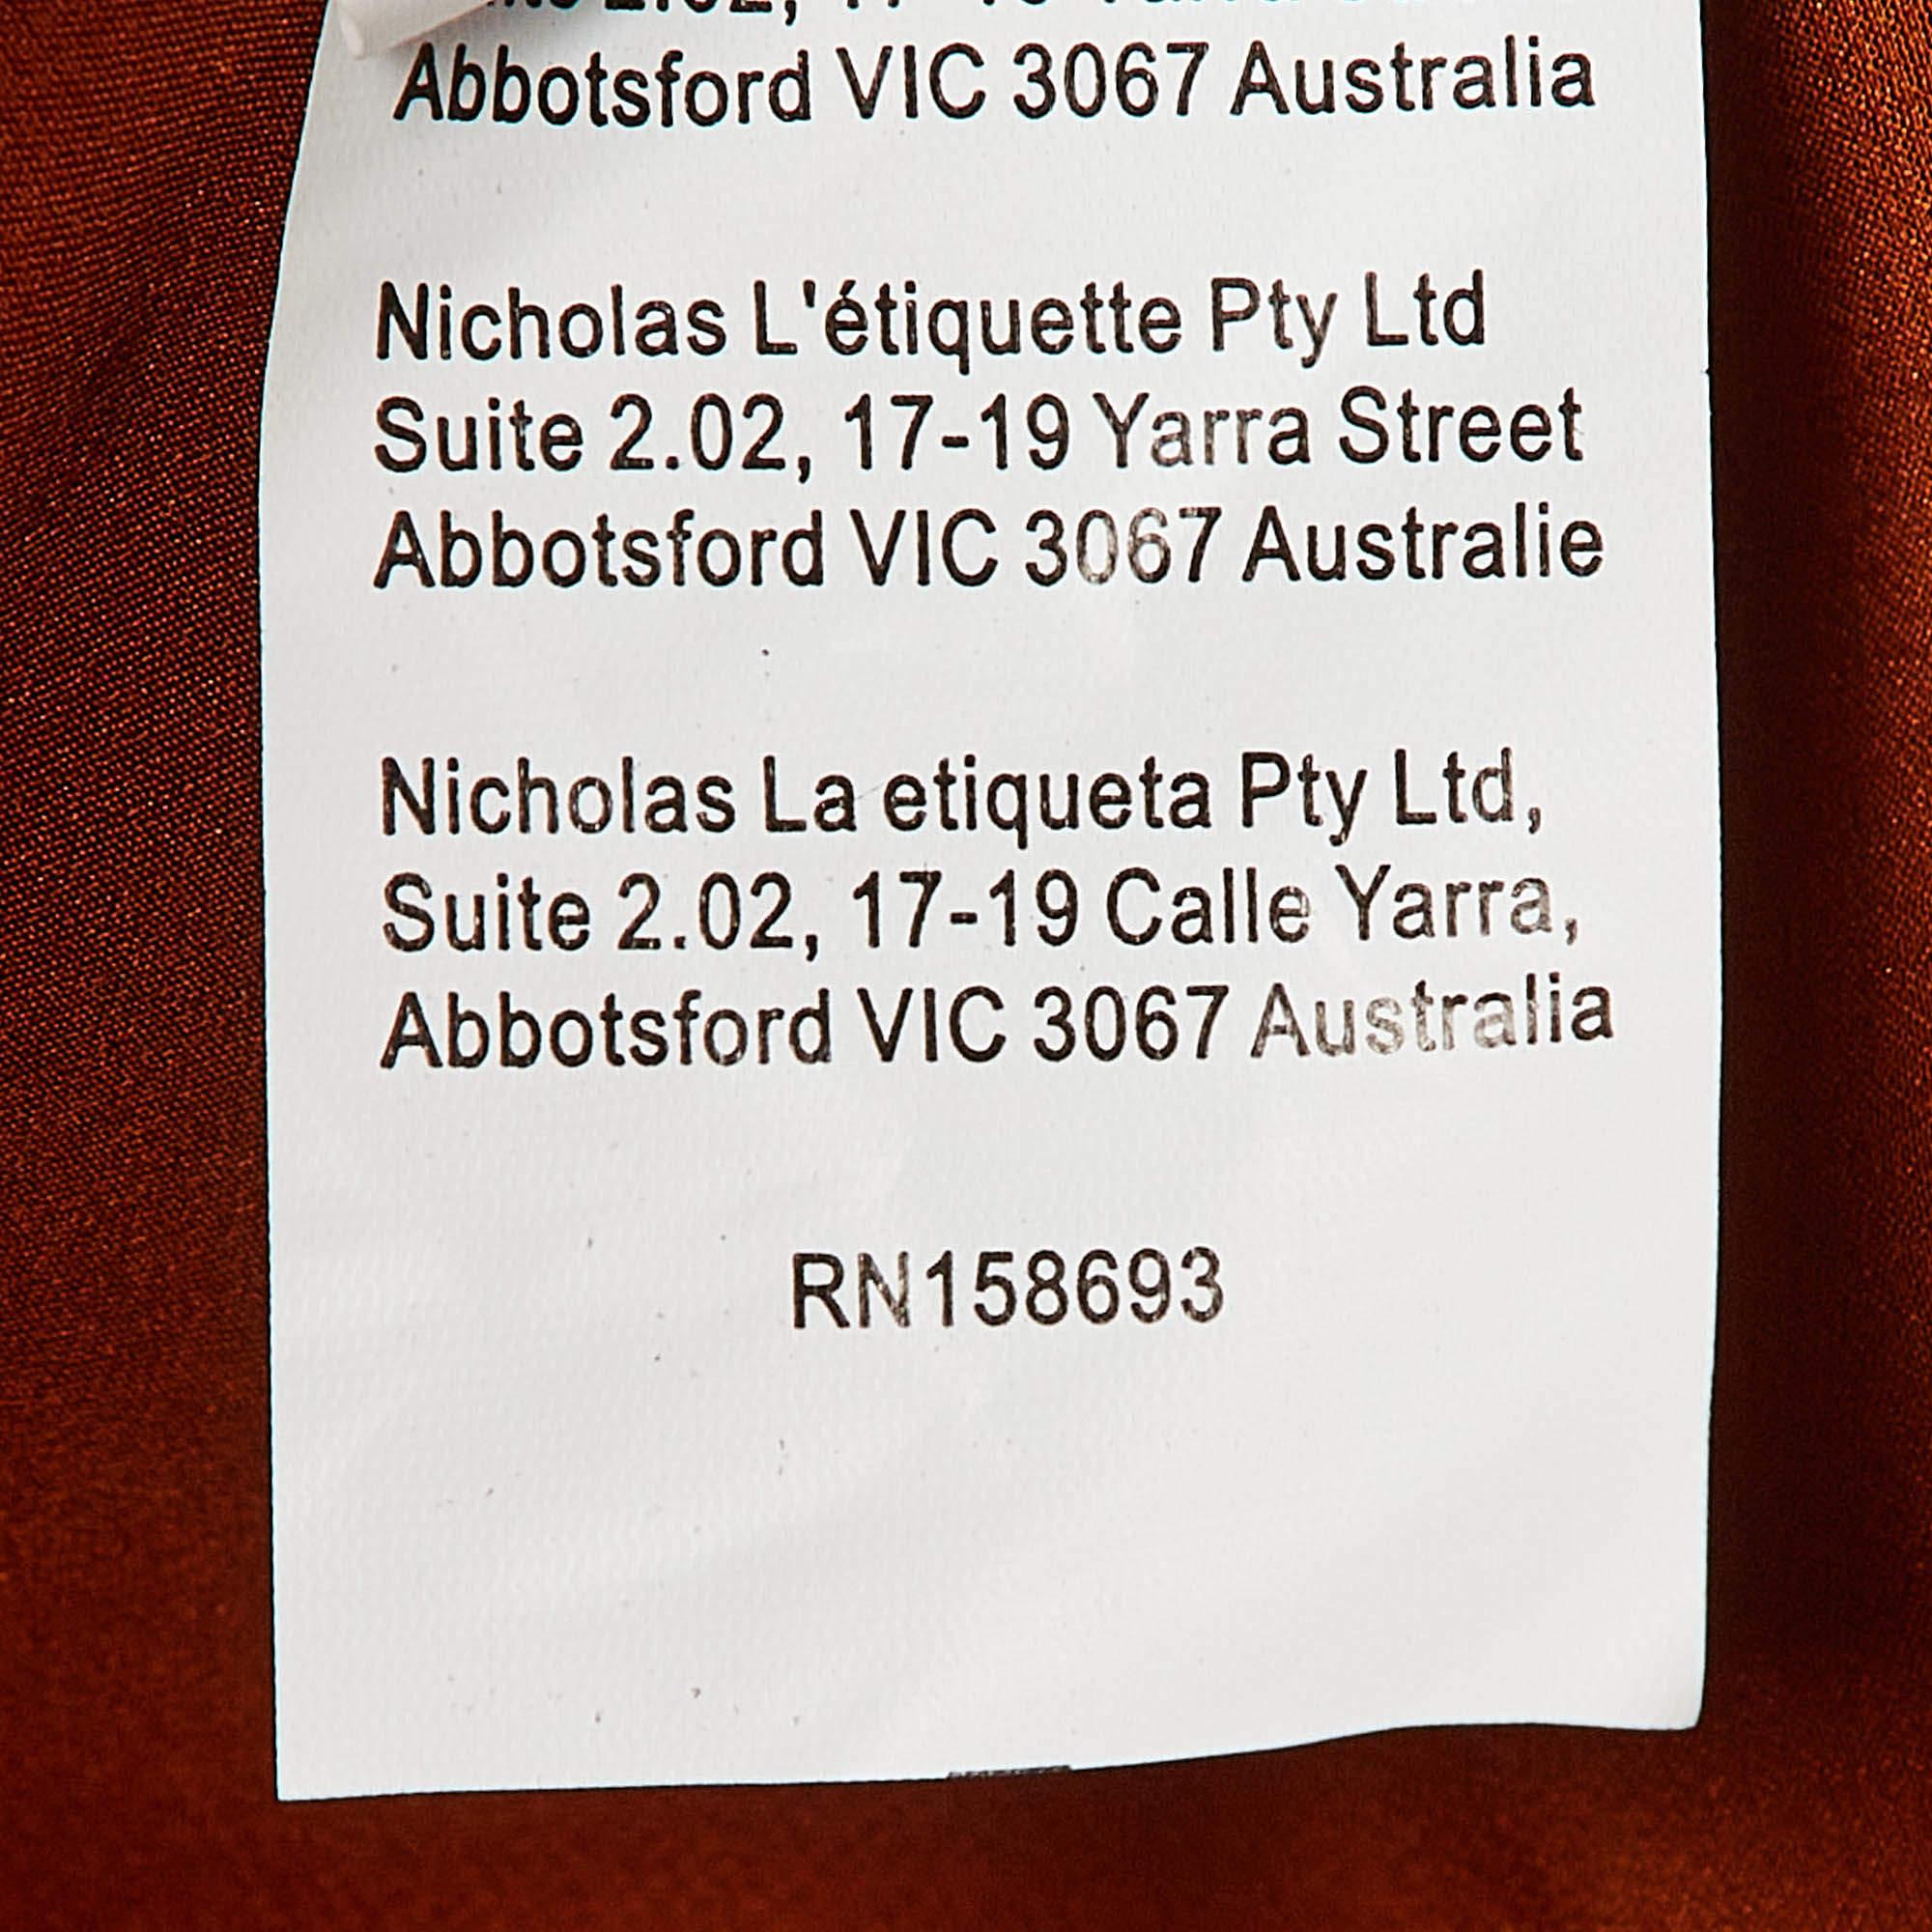 Abbotsford VIC 3067 Australia
Nicholas L'étiquette Pty Ltd
Suite 2.02, 17-19 Yarra Street
Abbotsford VIC 3067 Australie
Nicholas La etiqueta Pty Ltd,
Suite 2.02, 17-19 Calle Yarra,
Abbotsford VIC 3067 Australia
RN158693